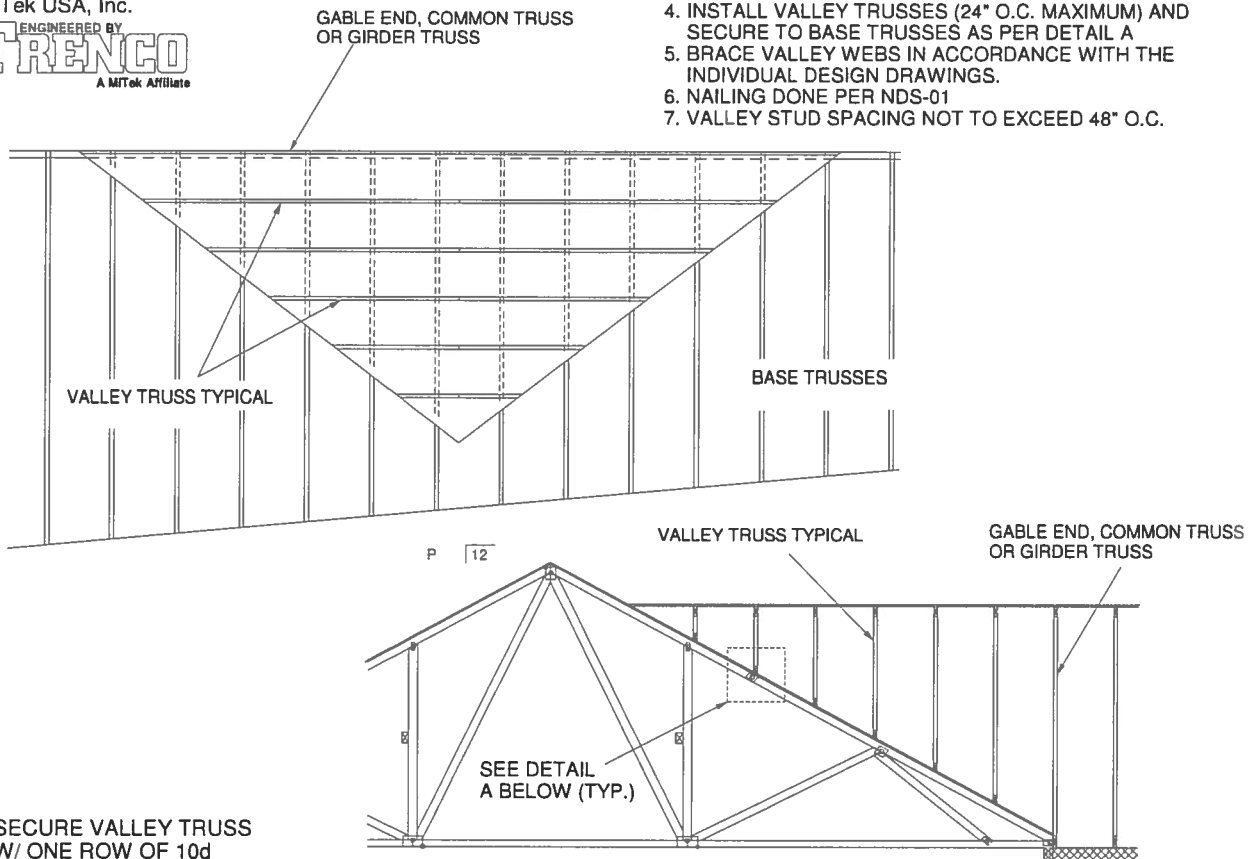 Tek USA, Inc.
ENGINEERED BY
TRENCO
A MiTek Affiliate
GABLE END, COMMON TRUSS
OR GIRDER TRUSS
4. INSTALL VALLEY TRUSSES (24" O.C. MAXIMUM) AND
SECURE TO BASE TRUSSES AS PER DETAIL A
5. BRACE VALLEY WEBS IN ACCORDANCE WITH THE
INDIVIDUAL DESIGN DRAWINGS.
6. NAILING DONE PER NDS-01
7. VALLEY STUD SPACING NOT TO EXCEED 48" O.C.
VALLEY TRUSS TYPICAL
BASE TRUSSES
P 12
VALLEY TRUSS TYPICAL
GABLE END, COMMON TRUSS
OR GIRDER TRUSS
SEE DETAIL
A BELOW (TYP.)
SECURE VALLEY TRUSS
W/ ONE ROW OF 10d